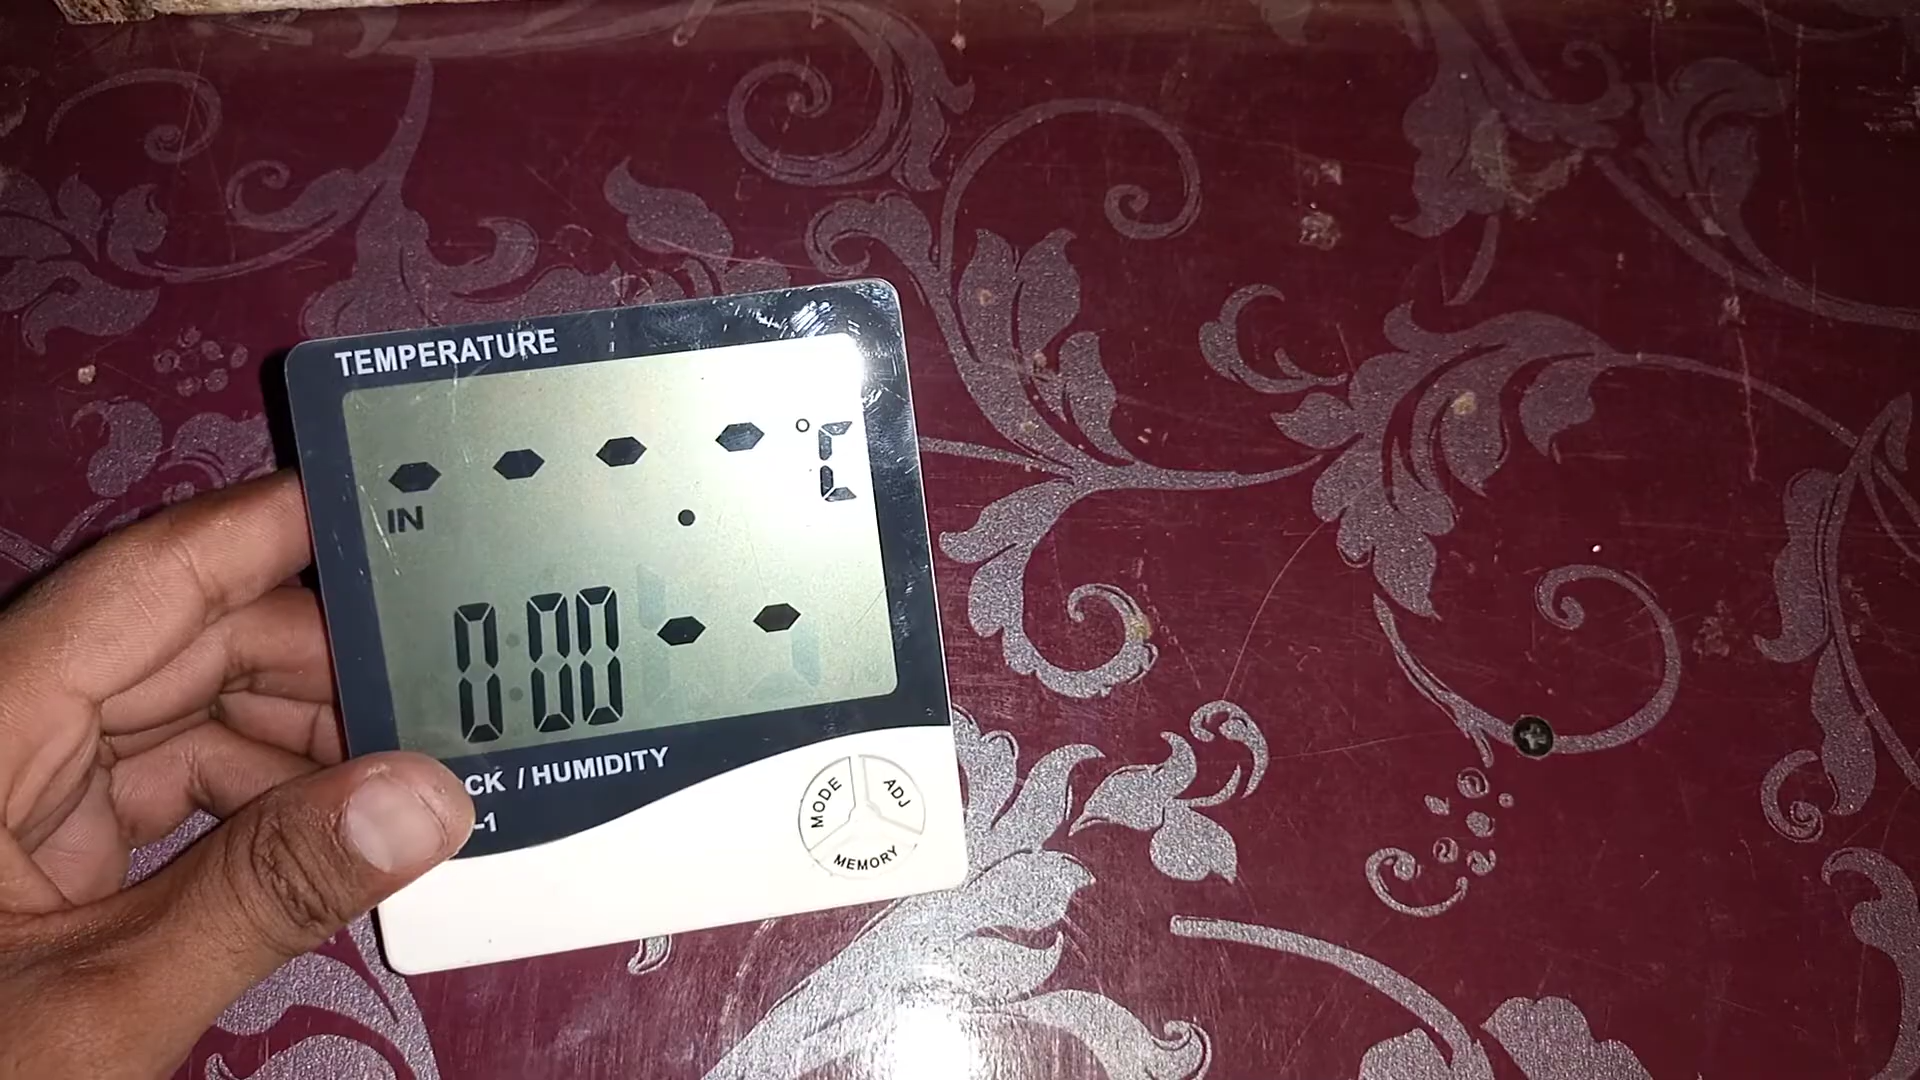 TEMPERATURE
- - - -. °C
IN
0:00 - -
CK / HUMIDITY
-1
MODE
ADJ
MEMORY